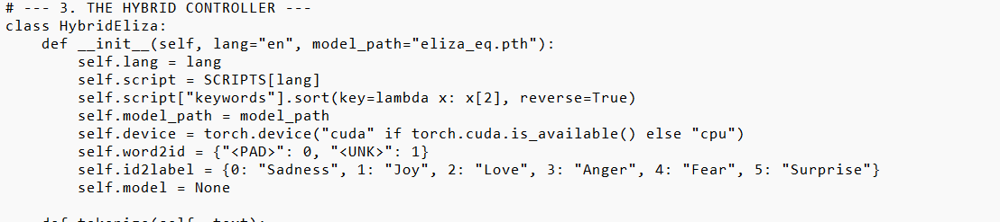 # --- 3. THE HYBRID CONTROLLER ---
class HybridEliza:
    def __init__(self, lang="en", model_path="eliza_eq.pth"):
        self.lang = lang
        self.script = SCRIPTS[lang]
        self.script["keywords"].sort(key=lambda x: x[2], reverse=True)
        self.model_path = model_path
        self.device = torch.device("cuda" if torch.cuda.is_available() else "cpu")
        self.word2id = {"<PAD>": 0, "<UNK>": 1}
        self.id2label = {0: "Sadness", 1: "Joy", 2: "Love", 3: "Anger", 4: "Fear", 5: "Surprise"}
        self.model = None
    def tokenize(self, text):